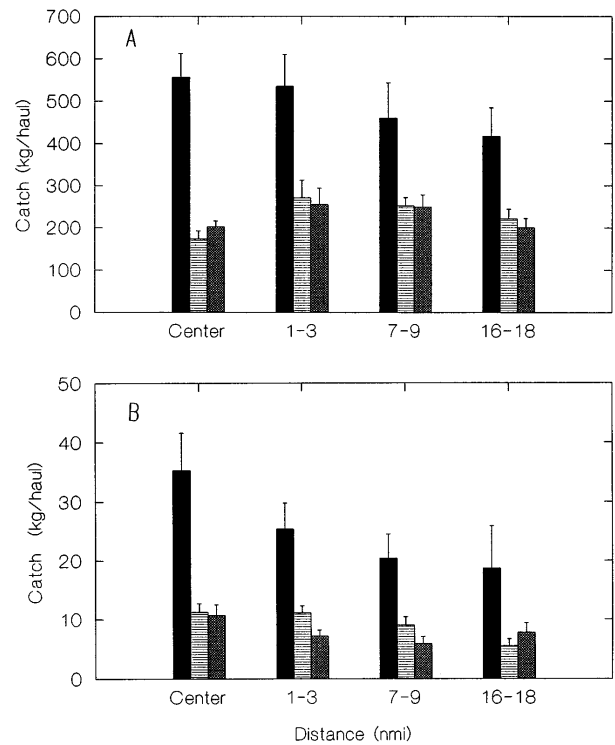 A
Catch (kg/haul)
700
600
500
400
300
200
100
0
Center 1-3 7-9 16-18
B
Catch (kg/haul)
50
40
30
20
10
0
Center 1-3 7-9 16-18
Distance (nmi)